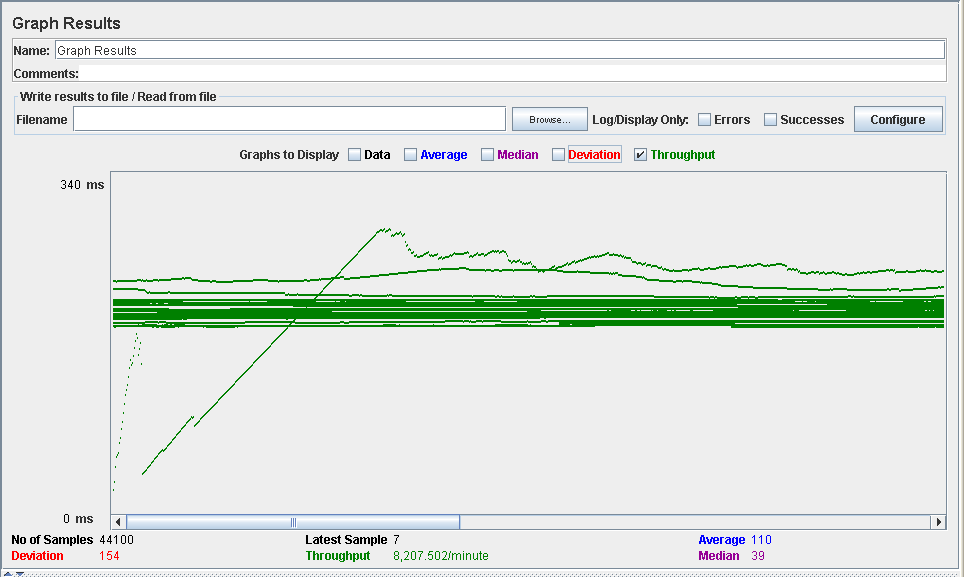 Graph Results
Name: Graph Results
Comments:
Write results to file / Read from file
Filename Browse... Log/Display Only: Errors Successes Configure
Graphs to Display Data Average Median Deviation Throughput
340 ms
0 ms
No of Samples 44100 Latest Sample 7 Average 110
Deviation 154 Throughput 8,207.502/minute Median 39